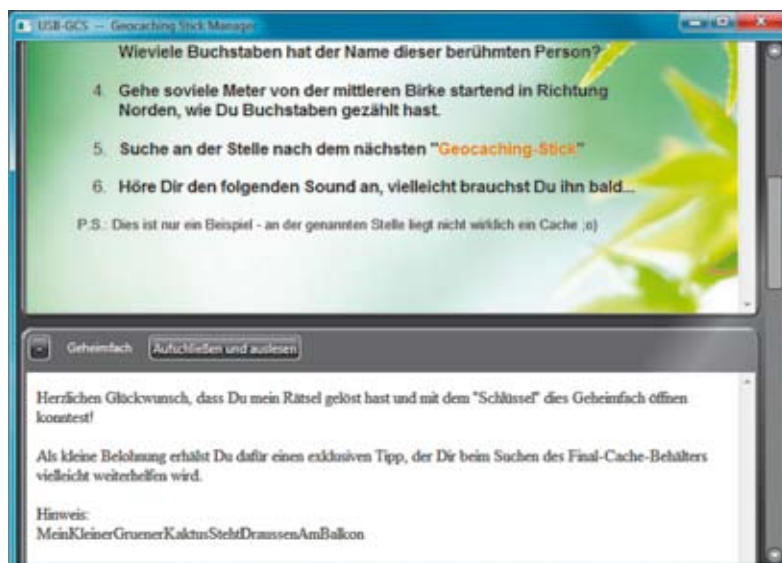 USB-GCS — Geocaching Stick Manager
Wieviele Buchstaben hat der Name dieser berühmten Person?
4. Gehe soviele Meter von der mittleren Birke startend in Richtung
Norden, wie Du Buchstaben gezählt hast.
5. Suche an der Stelle nach dem nächsten "Geocaching-Stick"
6. Höre Dir den folgenden Sound an, vielleicht brauchst Du ihn bald...
P.S.: Dies ist nur ein Beispiel - an der genannten Stelle liegt nicht wirklich ein Cache ;o)
- Geheimfach Aufschließen und auslesen
Herzlichen Glückwunsch, dass Du mein Rätsel gelöst hast und mit dem "Schlüssel" dies Geheimfach öffnen
konntest!
Als kleine Belohnung erhälst Du dafür einen exklusiven Tipp, der Dir beim Suchen des Final-Cache-Behälters
vielleicht weiterhelfen wird.
Hinweis:
MeinKleinerGruenerKaktusStehtDraussenAmBalkon